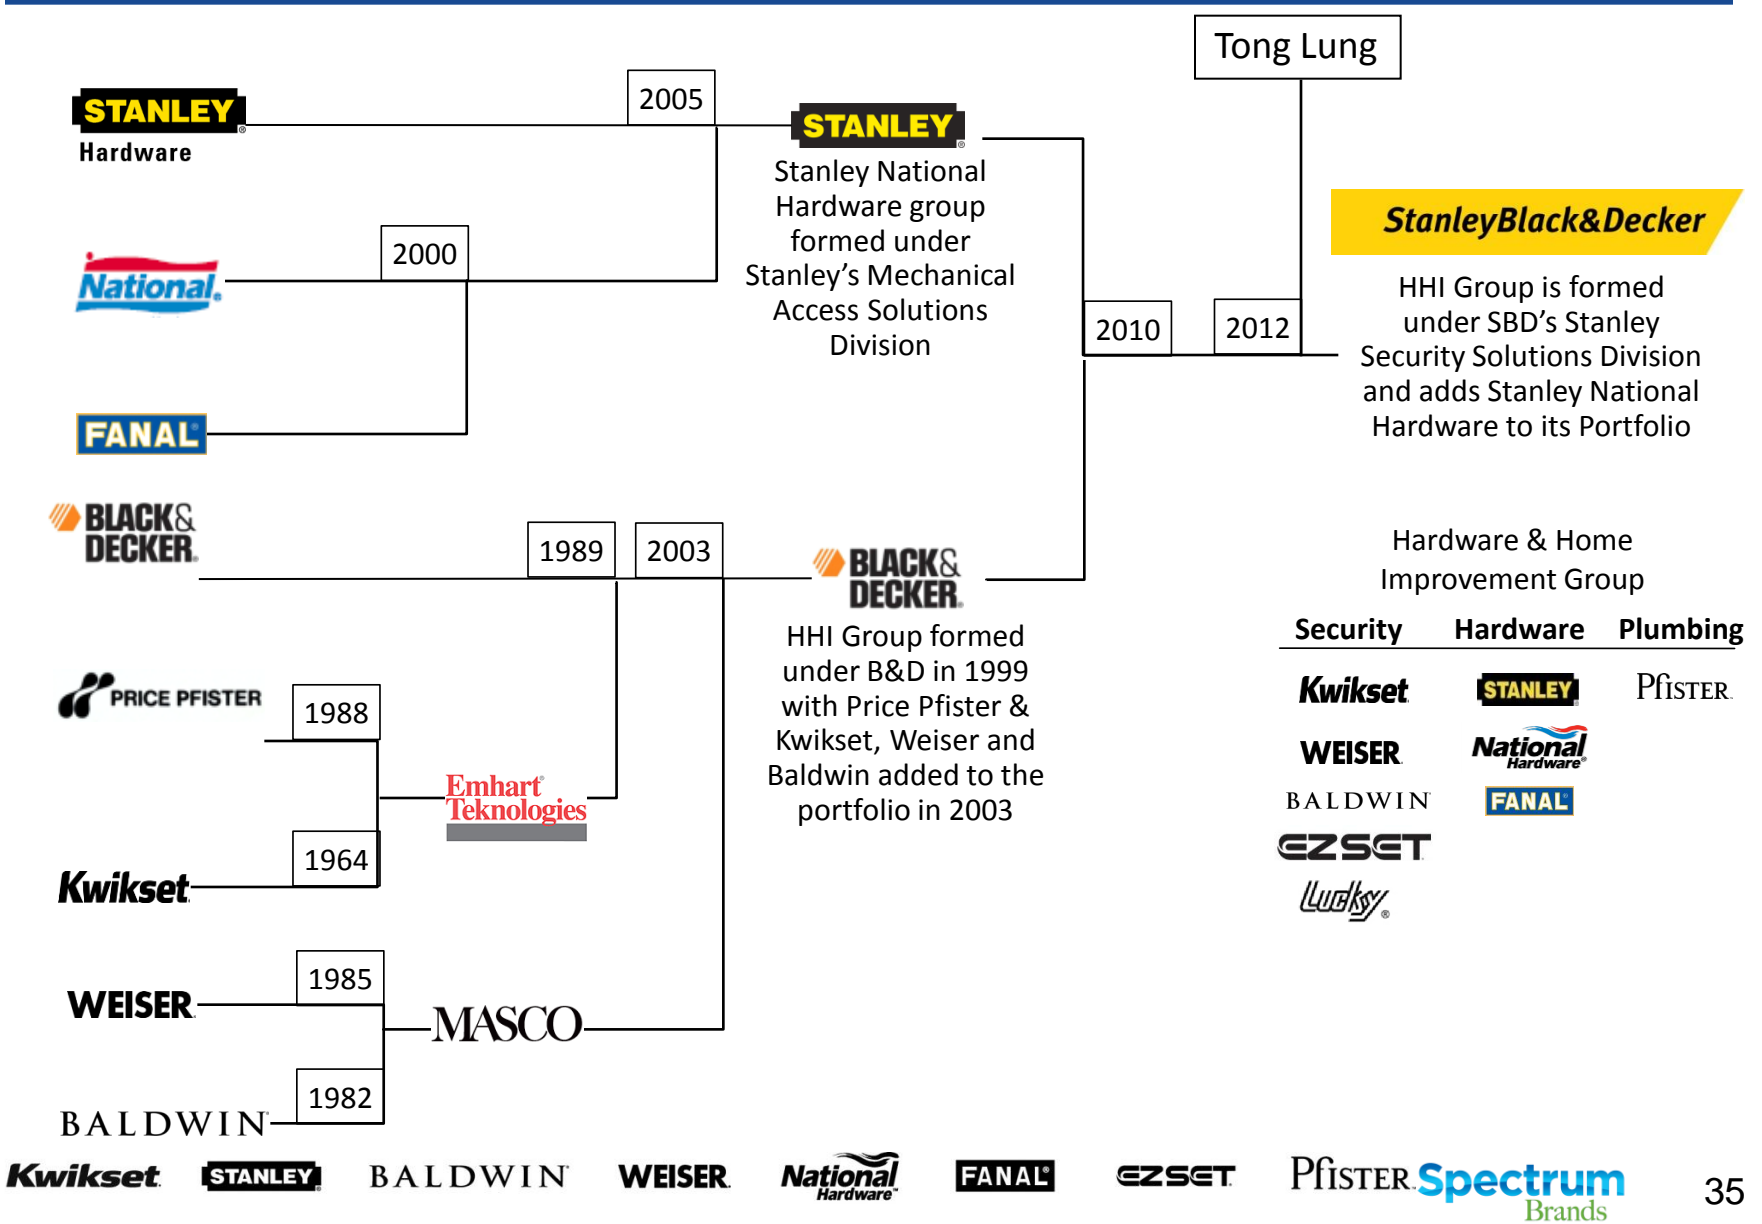 Tong Lung
2005
STANLEY
Hardware
STANLEY
Stanley National
Hardware group
formed under
Stanley's Mechanical
Access Solutions
Division
2000
National
FANAL
2010
2012
StanleyBlack&Decker
HHI Group is formed
under SBD's Stanley
Security Solutions Division
and adds Stanley National
Hardware to its Portfolio
BLACK&
DECKER
1989
2003
BLACK&
DECKER
HHI Group formed
under B&D in 1999
with Price Pfister &
Kwikset, Weiser and
Baldwin added to the
portfolio in 2003
PRICE PFISTER
1988
Emhart
Teknologies
1964
Kwikset
1985
WEISER
MASCO
1982
BALDWIN
Hardware & Home
Improvement Group
Security Hardware Plumbing
Kwikset STANLEY Pfister
WEISER National Hardware
BALDWIN FANAL
EZSET
Lucky
Kwikset STANLEY BALDWIN WEISER National Hardware FANAL EZSET Pfister Spectrum Brands 35